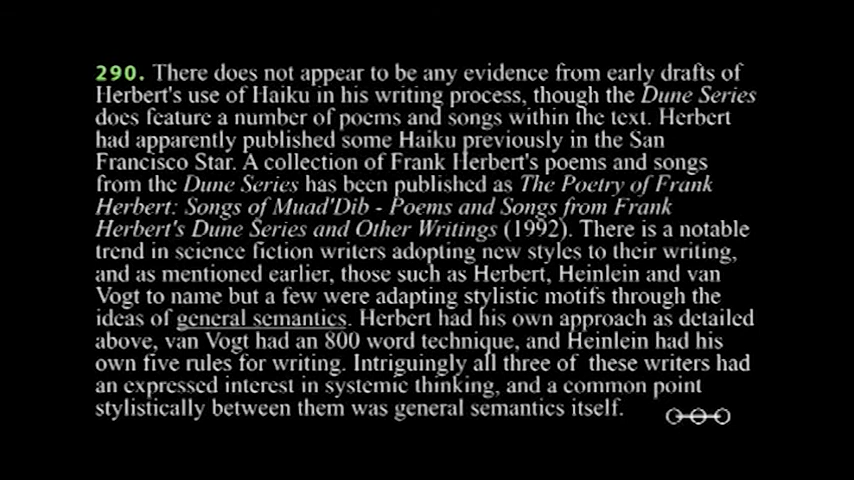 290. There does not appear to be any evidence from early drafts of
Herbert's use of Haiku in his writing process, though the Dune Series
does feature a number of poems and songs within the text. Herbert
had apparently published some Haiku previously in the San
Francisco Star. A collection of Frank Herbert's poems and songs
from the Dune Series has been published as The Poetry of Frank
Herbert: Songs of Muad'Dib - Poems and Songs from Frank
Herbert's Dune Series and Other Writings (1992). There is a notable
trend in science fiction writers adopting new styles to their writing,
and as mentioned earlier, those such as Herbert, Heinlein and van
Vogt to name but a few were adapting stylistic motifs through the
ideas of general semantics. Herbert had his own approach as detailed
above, van Vogt had an 800 word technique, and Heinlein had his
own five rules for writing. Intriguingly all three of these writers had
an expressed interest in systemic thinking, and a common point
stylistically between them was general semantics itself.